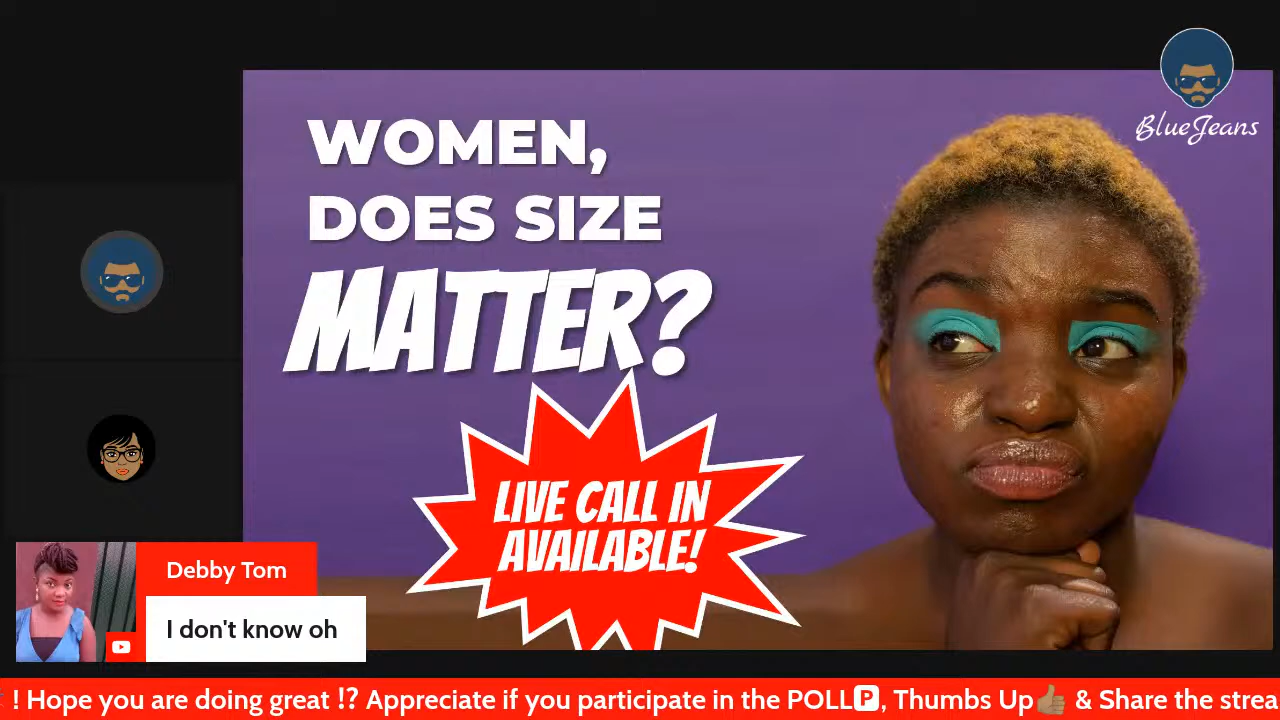 BlueJeans
WOMEN,
DOES SIZE
MATTER?
LIVE CALL IN
AVAILABLE!
Debby Tom
I don't know oh
! Hope you are doing great !? Appreciate if you participate in the POLL🅿, Thumbs Up👍🏽 & Share the strea